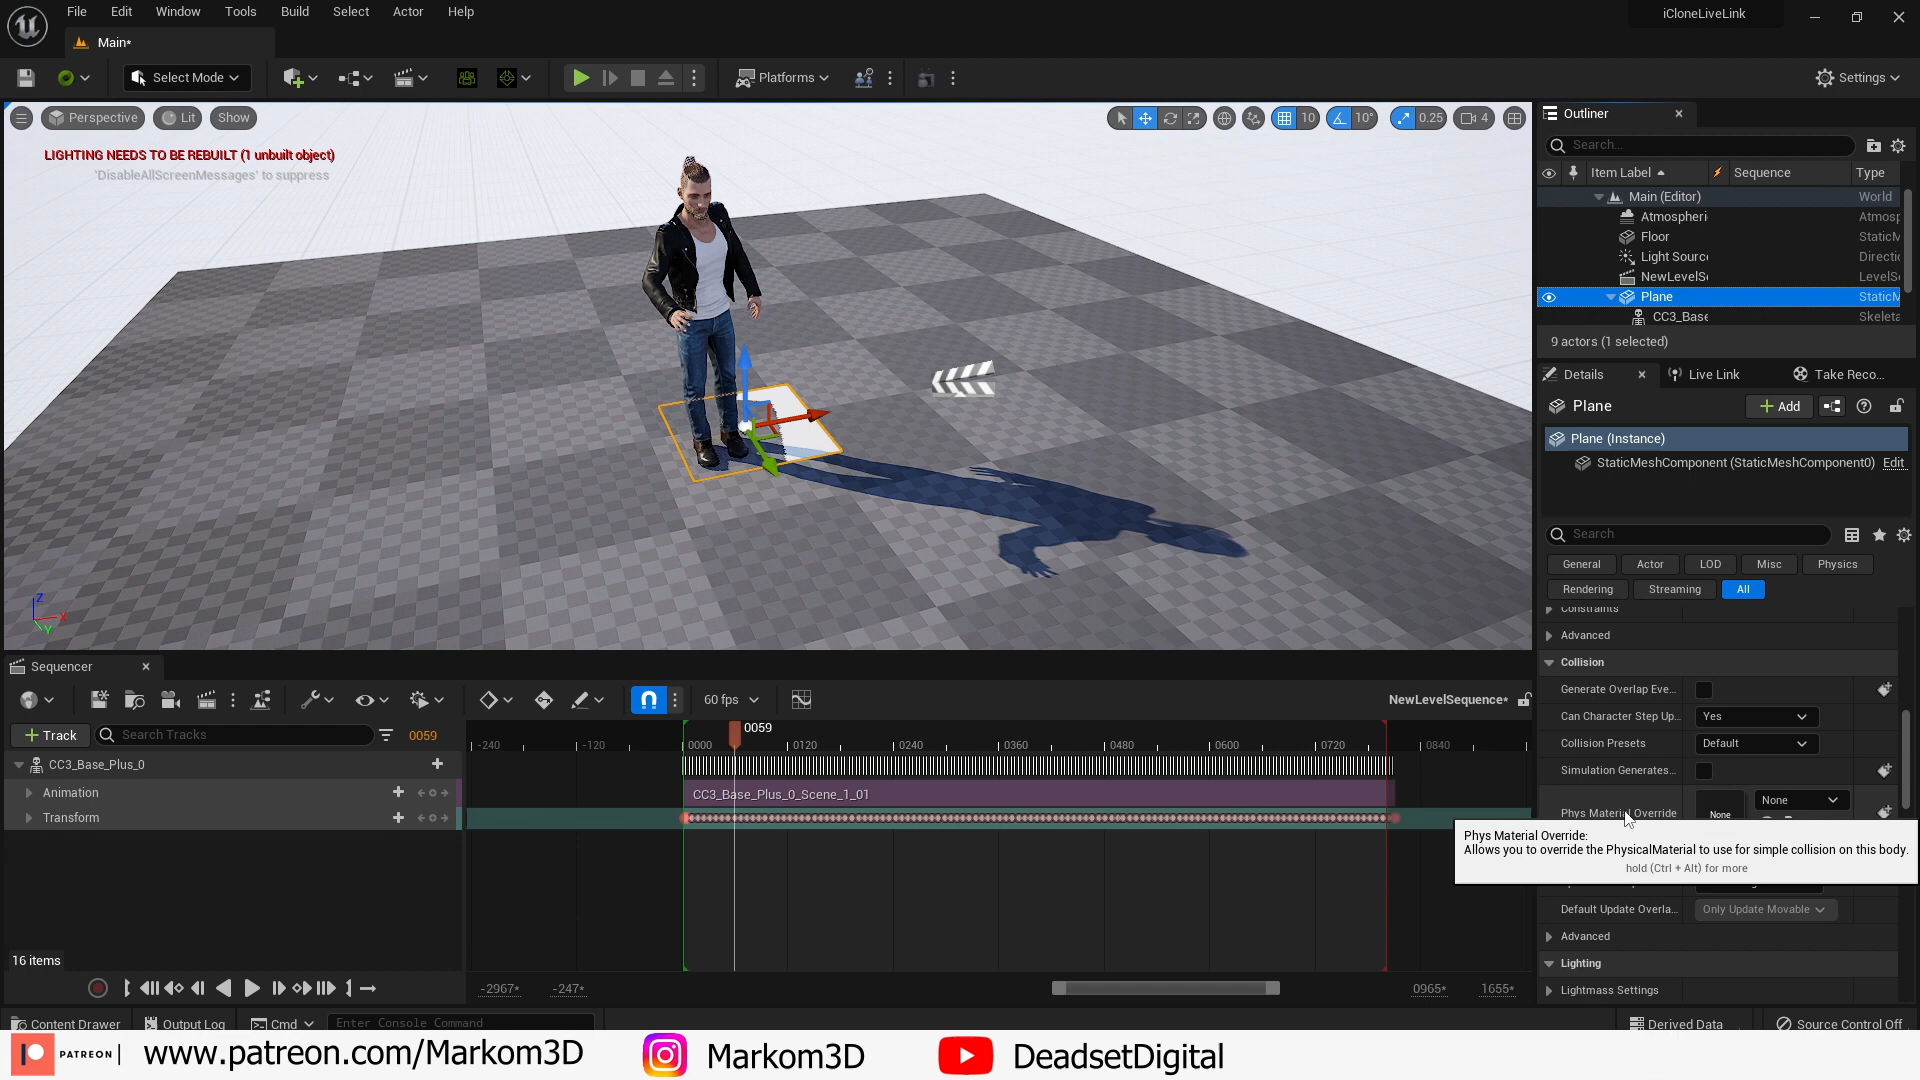 File Edit Window Tools Build Select Actor Help
iCloneLiveLink
Main*
Select Mode
Platforms
Settings
Perspective Lit Show
10 10° 0.25 4
LIGHTING NEEDS TO BE REBUILT (1 unbuilt object)
'DisableAllScreenMessages' to suppress
Z
X
Y
Outliner
Search...
Item Label Sequence Type
Main (Editor) World
Atmospheri Atmosp
Floor StaticM
Light Sourc Directi
NewLevelS LevelS
Plane StaticM
CC3_Base Skeleta
9 actors (1 selected)
Details Live Link Take Reco...
Plane
Add
Plane (Instance)
StaticMeshComponent (StaticMeshComponent0) Edit
Search
General Actor LOD Misc Physics
Rendering Streaming All
Constraints
Advanced
Collision
Generate Overlap Eve...
Can Character Step Up... Yes
Collision Presets Default
Simulation Generates...
None
Phys Material Override None
Phys Material Override:
Allows you to override the PhysicalMaterial to use for simple collision on this body.
hold (Ctrl + Alt) for more
Default Update Overla... Only Update Movable
Advanced
Lighting
Lightmass Settings
Sequencer
60 fps
NewLevelSequence*
Track Search Tracks 0059
0059
-240 -120 0000 0120 0240 0360 0480 0600 0720 0840
CC3_Base_Plus_0
Animation
CC3_Base_Plus_0_Scene_1_01
Transform
16 items
-2967* -247* 0965* 1655*
Content Drawer Output Log Cmd Enter Console Command Derived Data Source Control Off
PATREON www.patreon.com/Markom3D Markom3D DeadsetDigital